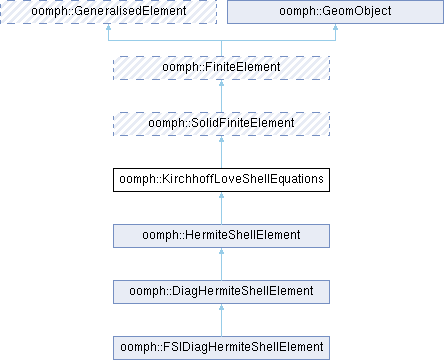 oomph::GeneralisedElement
oomph::GeomObject
oomph::FiniteElement
oomph::SolidFiniteElement
oomph::KirchhoffLoveShellEquations
oomph::HermiteShellElement
oomph::DiagHermiteShellElement
oomph::FSIDiagHermiteShellElement